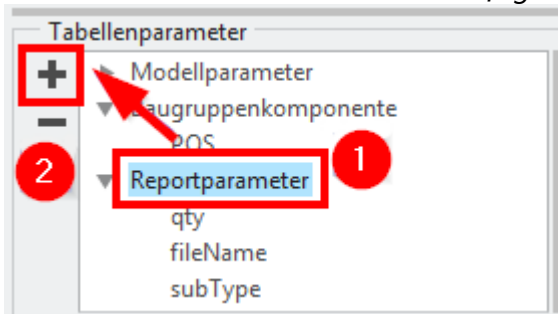 Tabellenparameter
Modellparameter
Baugruppenkomponente
POS
1
2
Reportparameter
qty
fileName
subType